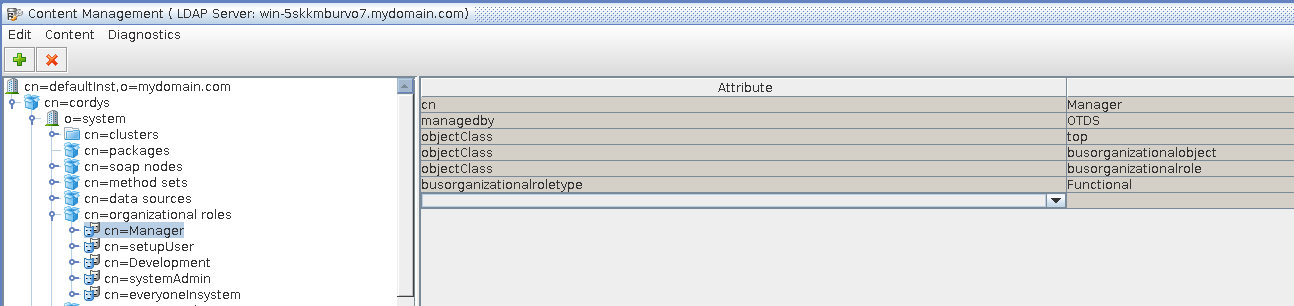 Content Management ( LDAP Server: win-5skkmburvo7.mydomain.com)
Edit Content Diagnostics
cn=defaultInst,o=mydomain.com
cn=cordys
o=system
cn=clusters
cn=packages
cn=soap nodes
cn=method sets
cn=data sources
cn=organizational roles
cn=Manager
cn=setupUser
cn=Development
cn=systemAdmin
cn=everyoneInsystem
Attribute
cn Manager
managedby OTDS
objectClass top
objectClass busorganizationalobject
objectClass busorganizationalrole
busorganizationalroletype Functional